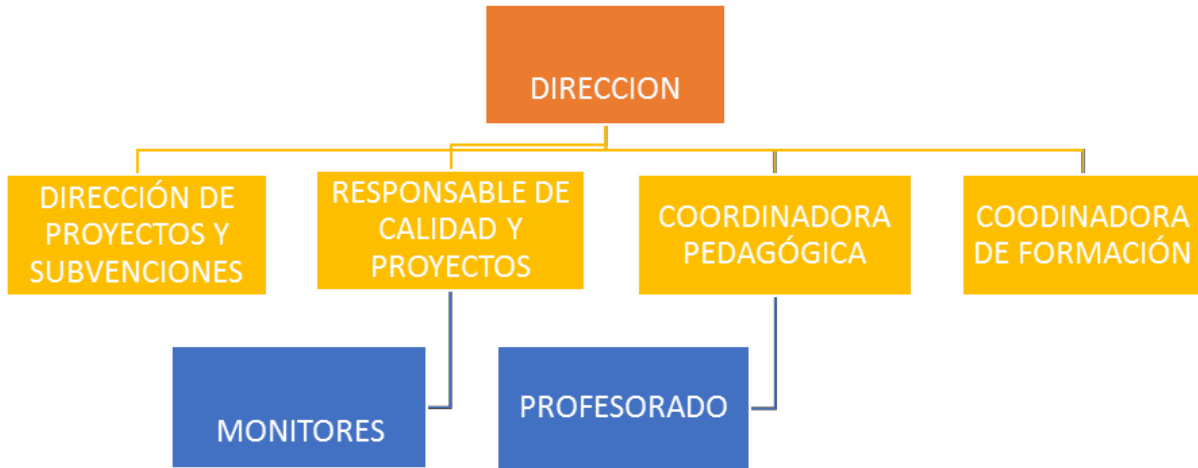 DIRECCION
DIRECCIÓN DE
PROYECTOS Y
SUBVENCIONES
RESPONSABLE DE
CALIDAD Y
PROYECTOS
COORDINADORA
PEDAGÓGICA
COODINADORA
DE FORMACIÓN
MONITORES
PROFESORADO